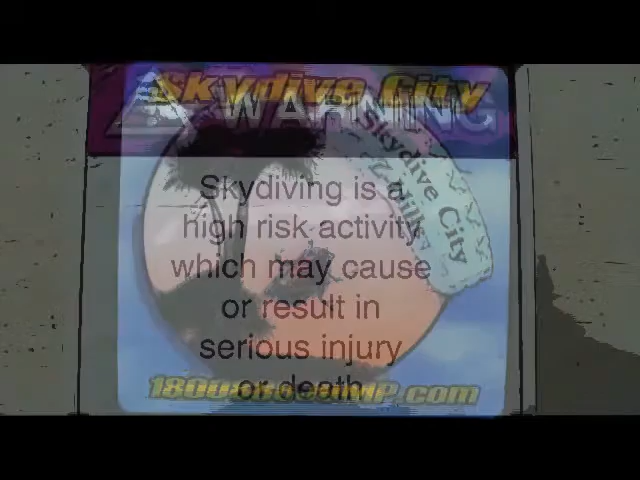 Skydive City
WARNING
Skydive City
Skydiving is a
high risk activity
which may cause
or result in
serious injury
or death